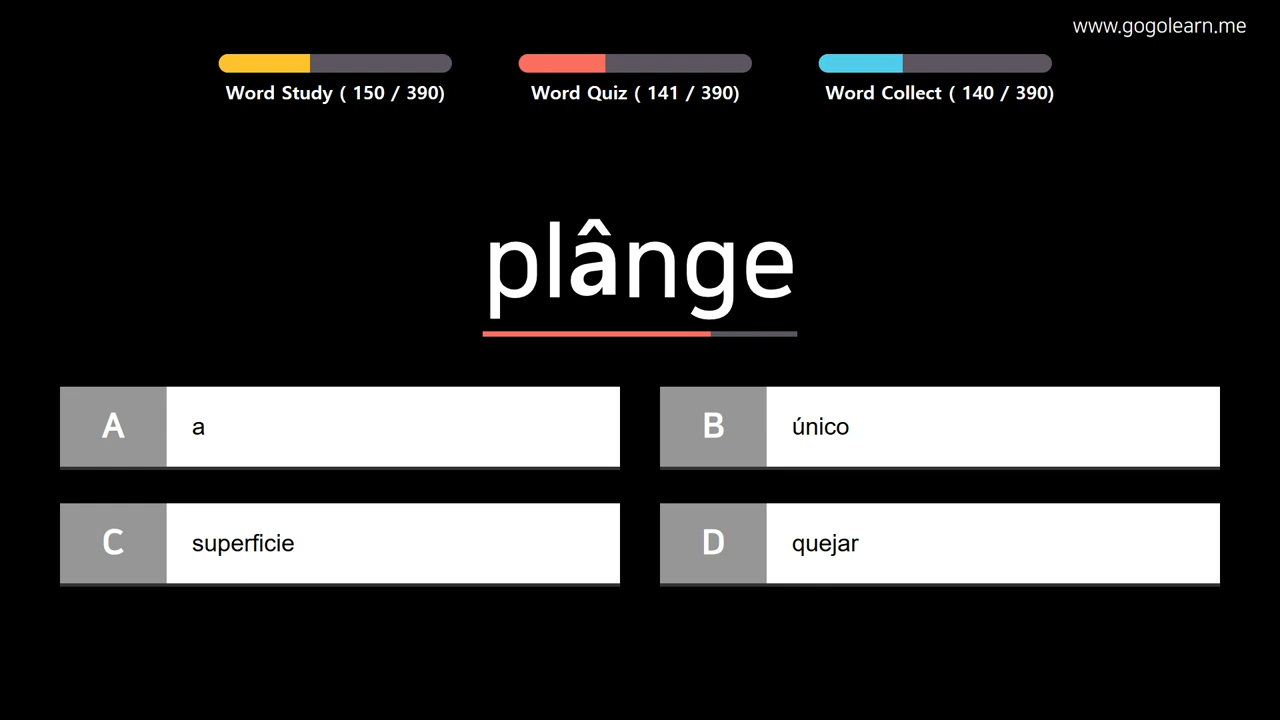 www.gogolearn.me
Word Study ( 150 / 390)
Word Quiz ( 141 / 390)
Word Collect ( 140 / 390)
plânge
A a
B único
C superficie
D quejar